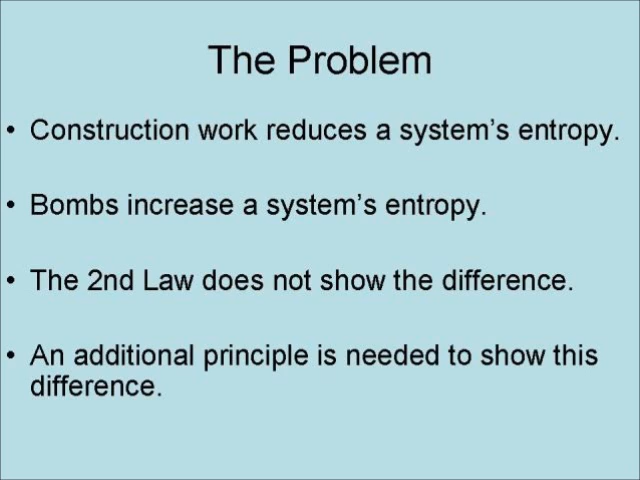 The Problem
• Construction work reduces a system’s entropy.
• Bombs increase a system’s entropy.
• The 2nd Law does not show the difference.
• An additional principle is needed to show this
difference.